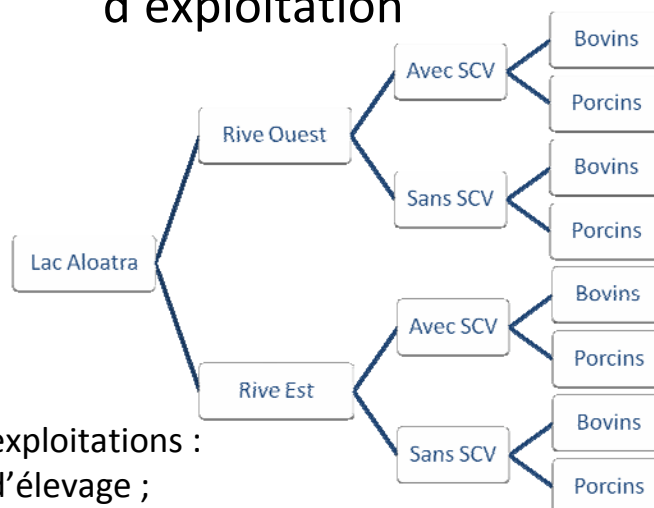 d'exploitation
Bovins
Avec SCV
Porcins
Rive Ouest
Bovins
Sans SCV
Porcins
Lac Aloatra
Bovins
Avec SCV
Porcins
Rive Est
Bovins
Sans SCV
Porcins
exploitations :
d'élevage ;